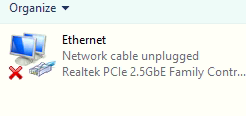 Organize
Ethernet
Network cable unplugged
Realtek PCIe 2.5GbE Family Contr...